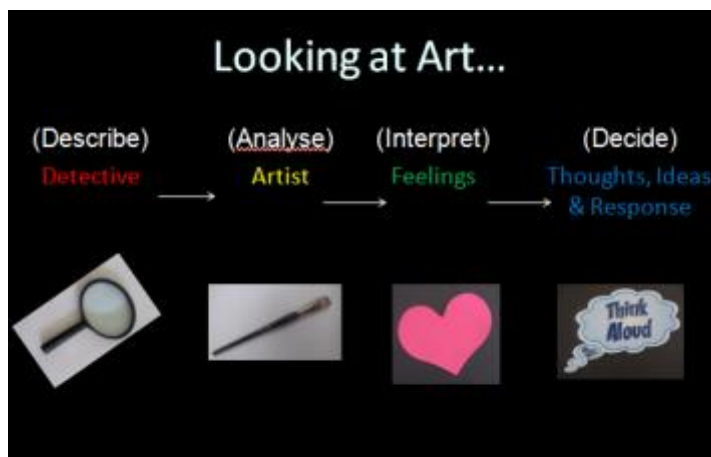 Looking at Art...
(Describe) (Analyse) (Interpret) (Decide)
Detective Artist Feelings Thoughts, Ideas
& Response
Think
Aloud